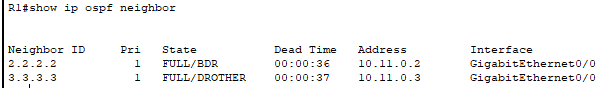 R1#show ip ospf neighbor
Neighbor ID     Pri   State           Dead Time   Address         Interface
2.2.2.2           1   FULL/BDR        00:00:36    10.11.0.2       GigabitEthernet0/0
3.3.3.3           1   FULL/DROTHER    00:00:37    10.11.0.3       GigabitEthernet0/0